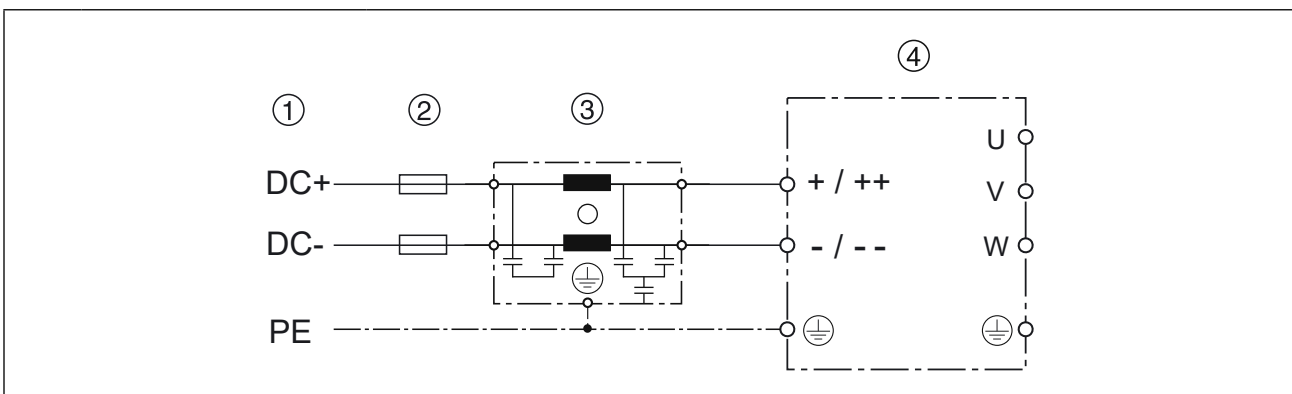 ④
① ② ③
U
DC+ + / ++ V
DC- - / -- W
PE